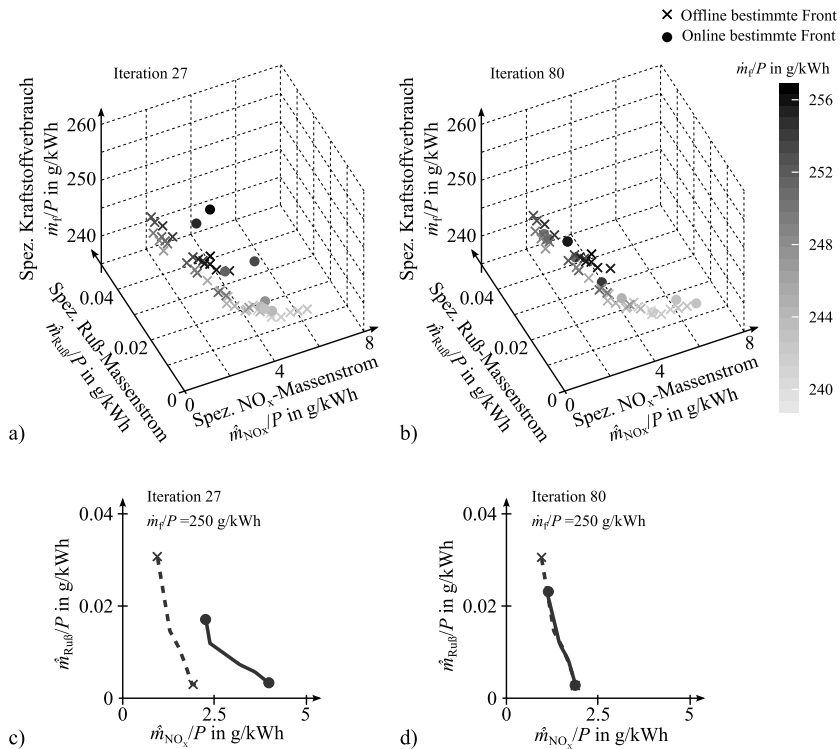 Offline bestimmte Front
Online bestimmte Front
ṁf/P in g/kWh
256
252
248
244
240
Iteration 27
Spez. Kraftstoffverbrauch
ṁf/P in g/kWh
260
250
240
0.04
0.02
0
Spez. Ruß-Massenstrom
m̂Ruß/P in g/kWh
0
4
8
Spez. NOx-Massenstrom
m̂NOx/P in g/kWh
a)
Iteration 80
Spez. Kraftstoffverbrauch
ṁf/P in g/kWh
260
250
240
0.04
0.02
0
Spez. Ruß-Massenstrom
m̂Ruß/P in g/kWh
0
4
8
Spez. NOx-Massenstrom
m̂NOx/P in g/kWh
b)
Iteration 27
ṁf/P =250 g/kWh
0.04
0.02
0
m̂Ruß/P in g/kWh
0
2.5
5
m̂NOx/P in g/kWh
c)
Iteration 80
ṁf/P =250 g/kWh
0.04
0.02
0
m̂Ruß/P in g/kWh
0
2.5
5
m̂NOx/P in g/kWh
d)